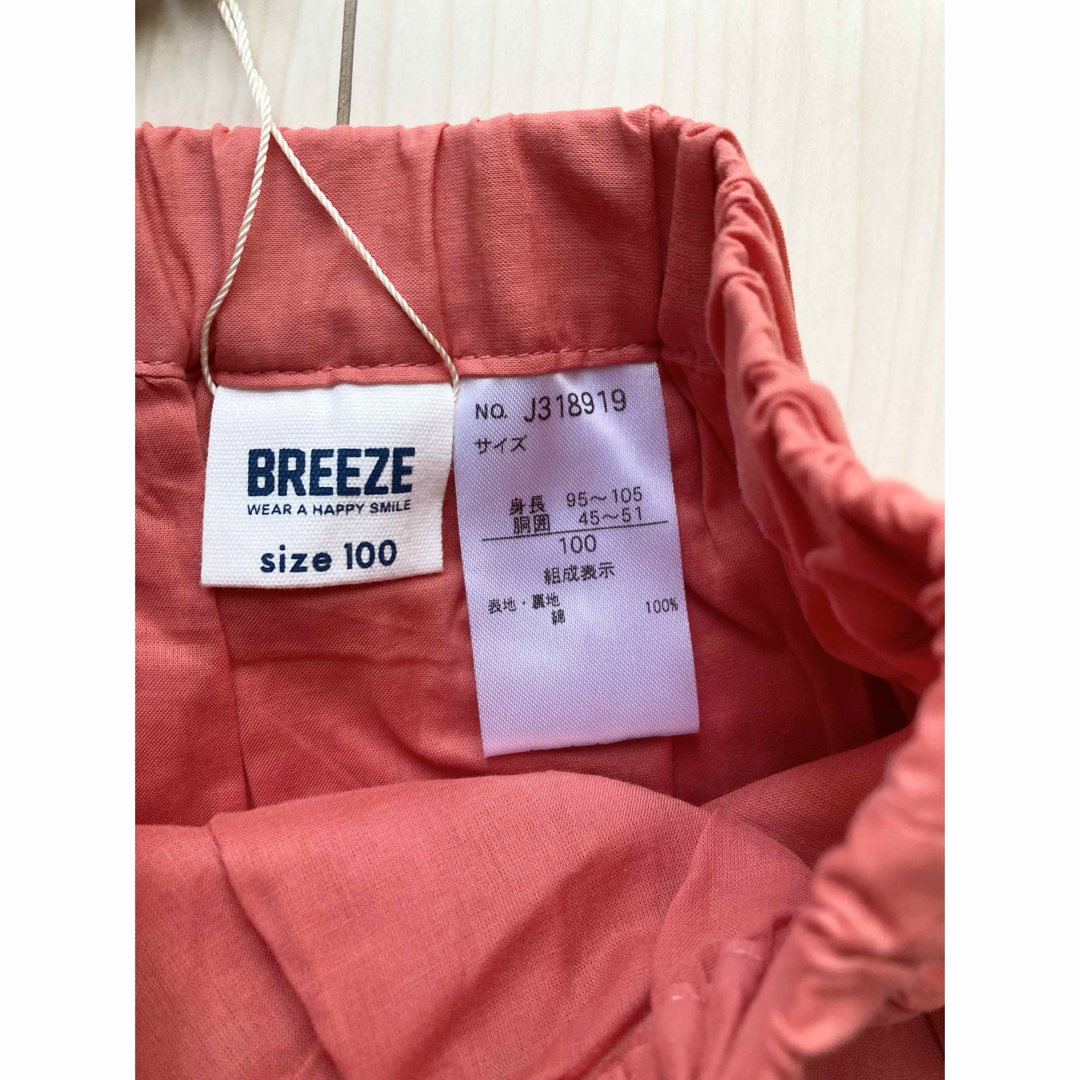 BREEZE
WEAR A HAPPY SMILE
size 100
NO. J318919
サイズ
身長 95〜105
胴囲 45〜51
100
組成表示
表地・裏地
綿 100%